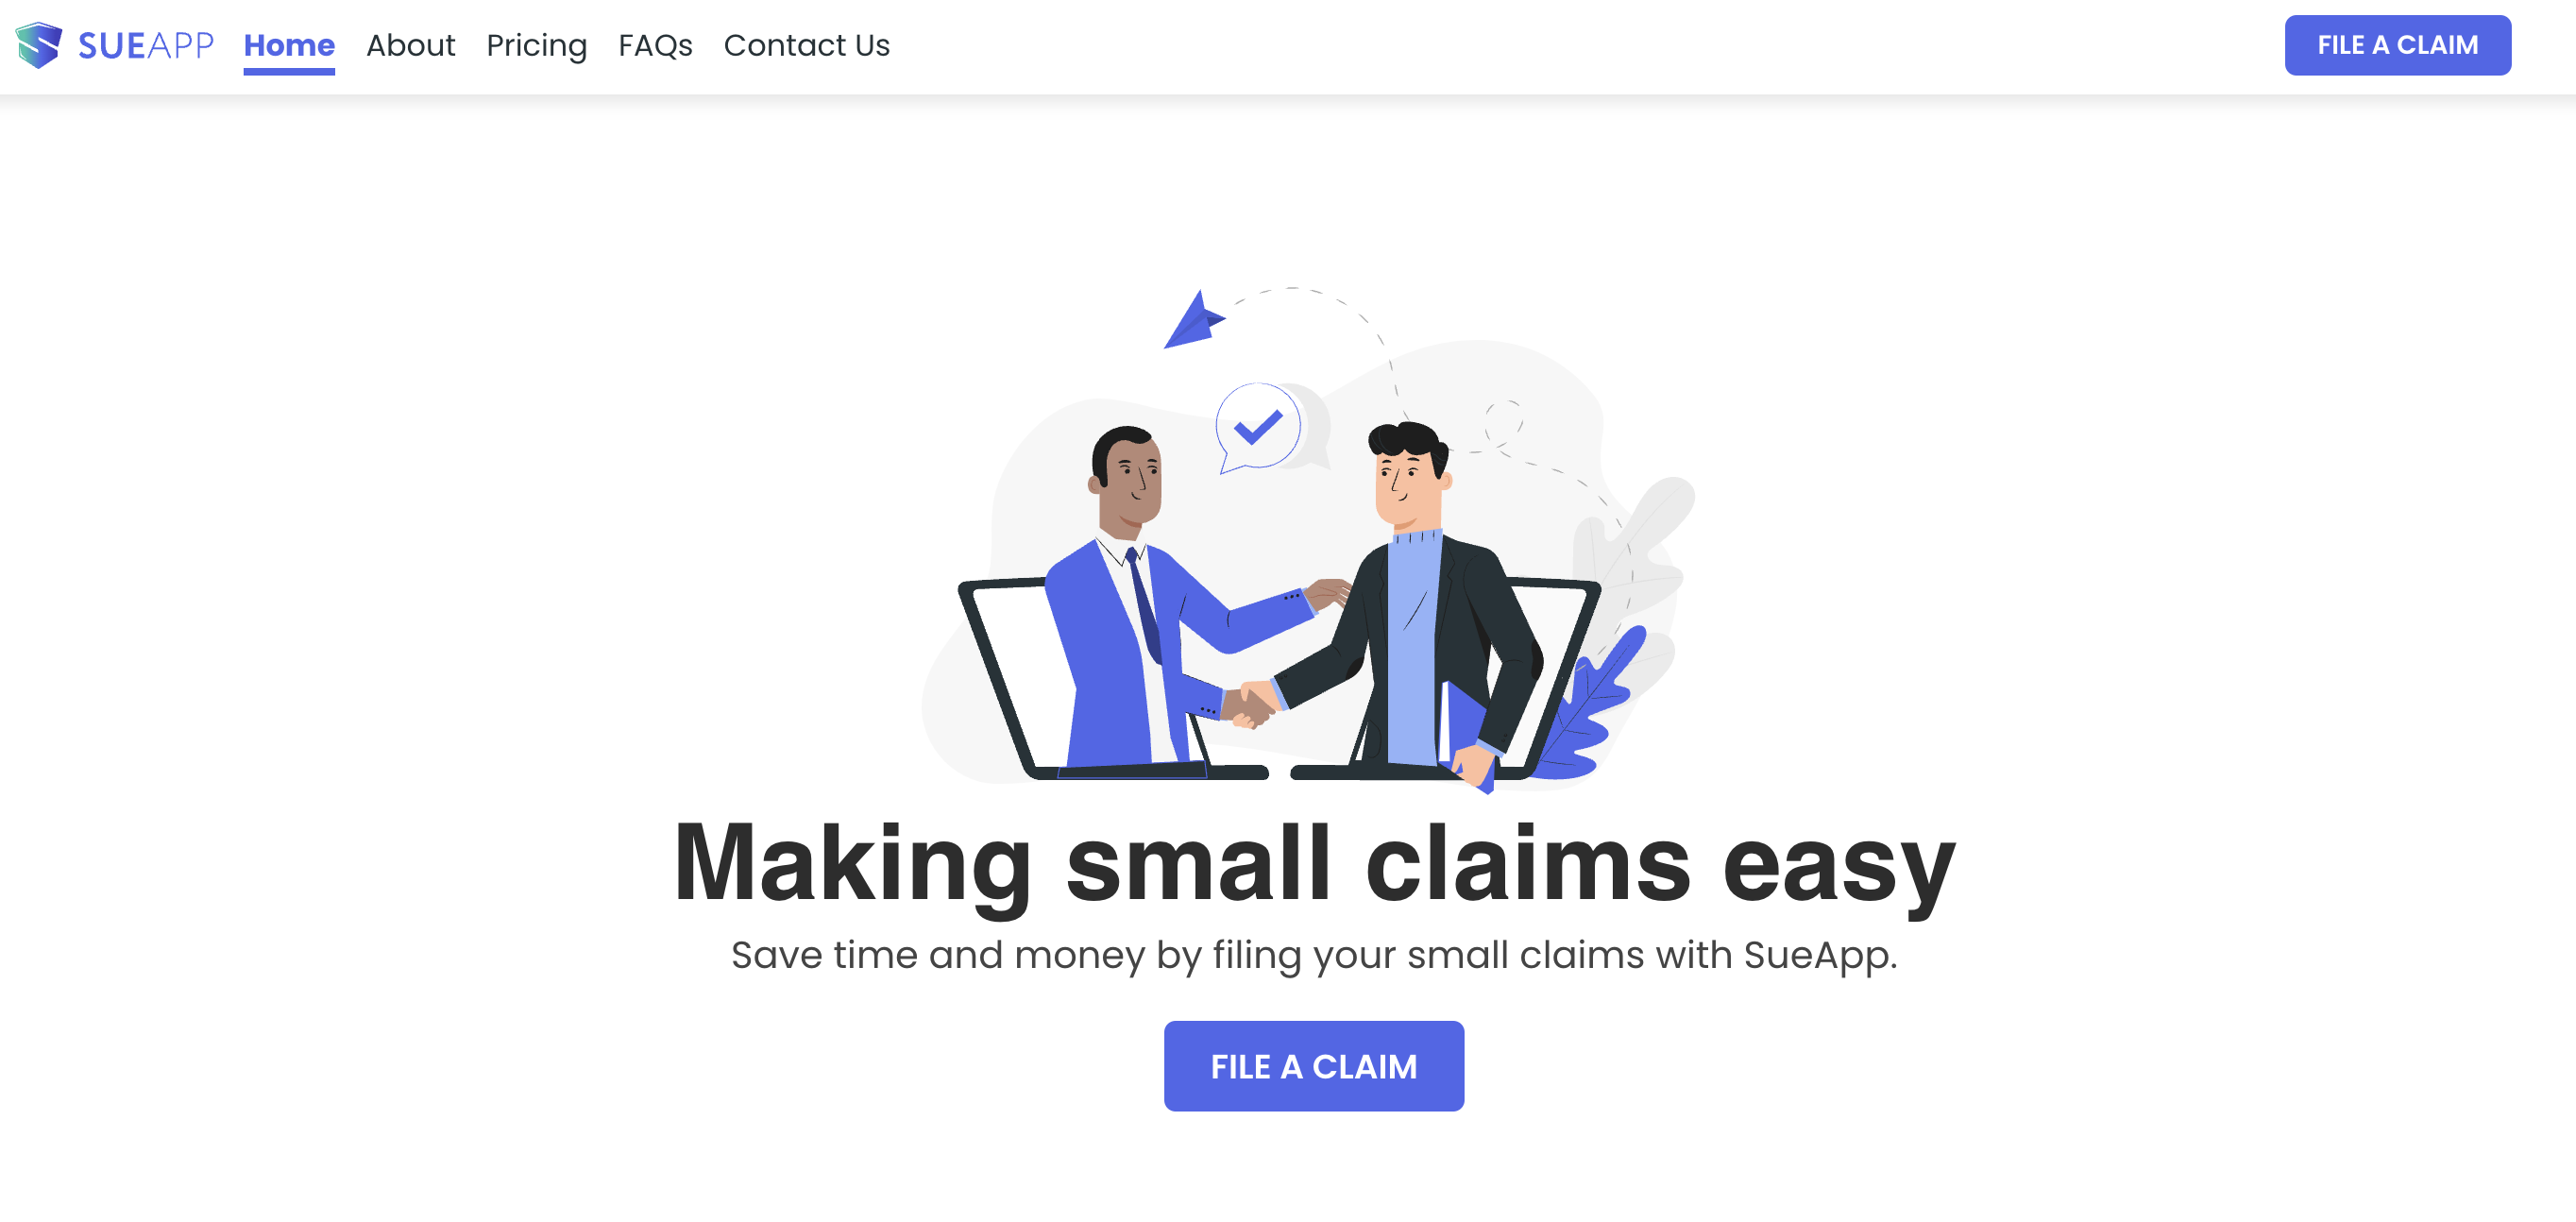 SUEAPP Home About Pricing FAQs Contact Us FILE A CLAIM
Making small claims easy
Save time and money by filing your small claims with SueApp.
FILE A CLAIM